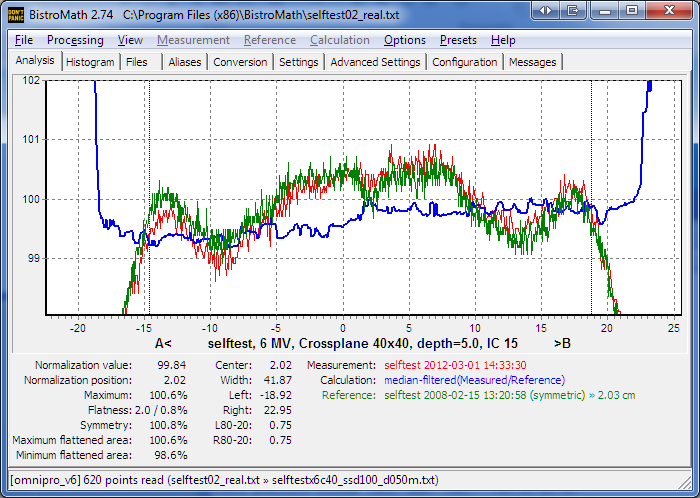 DON'T PANIC BistroMath 2.74 C:\Program Files (x86)\BistroMath\selftest02_real.txt
File Processing View Measurement Reference Calculation Options Presets Help
Analysis Histogram Files Aliases Conversion Settings Advanced Settings Configuration Messages
102
101
100
99
-20 -15 -10 -5 0 5 10 15 20 25
A< selftest, 6 MV, Crossplane 40x40, depth=5.0, IC 15 >B
Normalization value: 99.84 Center: 2.02 Measurement: selftest 2012-03-01 14:33:30
Normalization position: 2.02 Width: 41.87 Calculation: median-filtered(Measured/Reference)
Maximum: 100.6% Left: -18.92 Reference: selftest 2008-02-15 13:20:58 (symmetric) » 2.03 cm
Flatness: 2.0 / 0.8% Right: 22.95
Symmetry: 100.8% L80-20: 0.75
Maximum flattened area: 100.6% R80-20: 0.75
Minimum flattened area: 98.6%
[omnipro_v6] 620 points read (selftest02_real.txt » selftestx6c40_ssd100_d050m.txt)